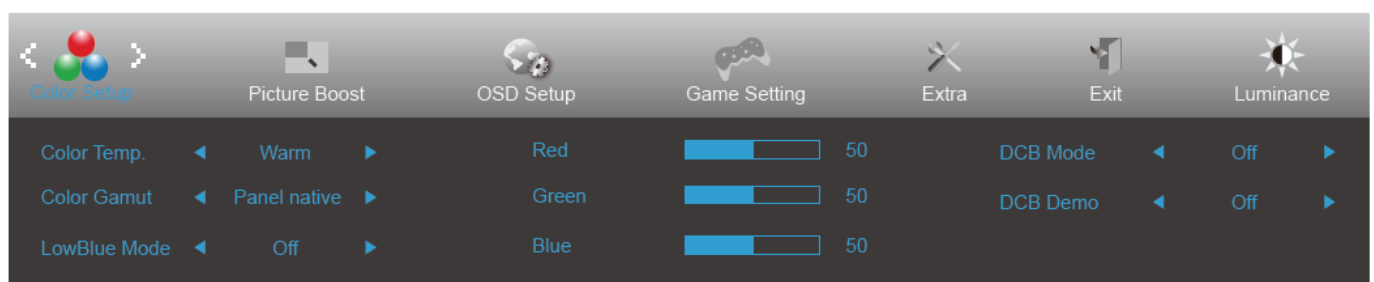 Color Setup Picture Boost OSD Setup Game Setting Extra Exit Luminance
Color Temp. Warm Red 50 DCB Mode Off
Color Gamut Panel native Green 50 DCB Demo Off
LowBlue Mode Off Blue 50